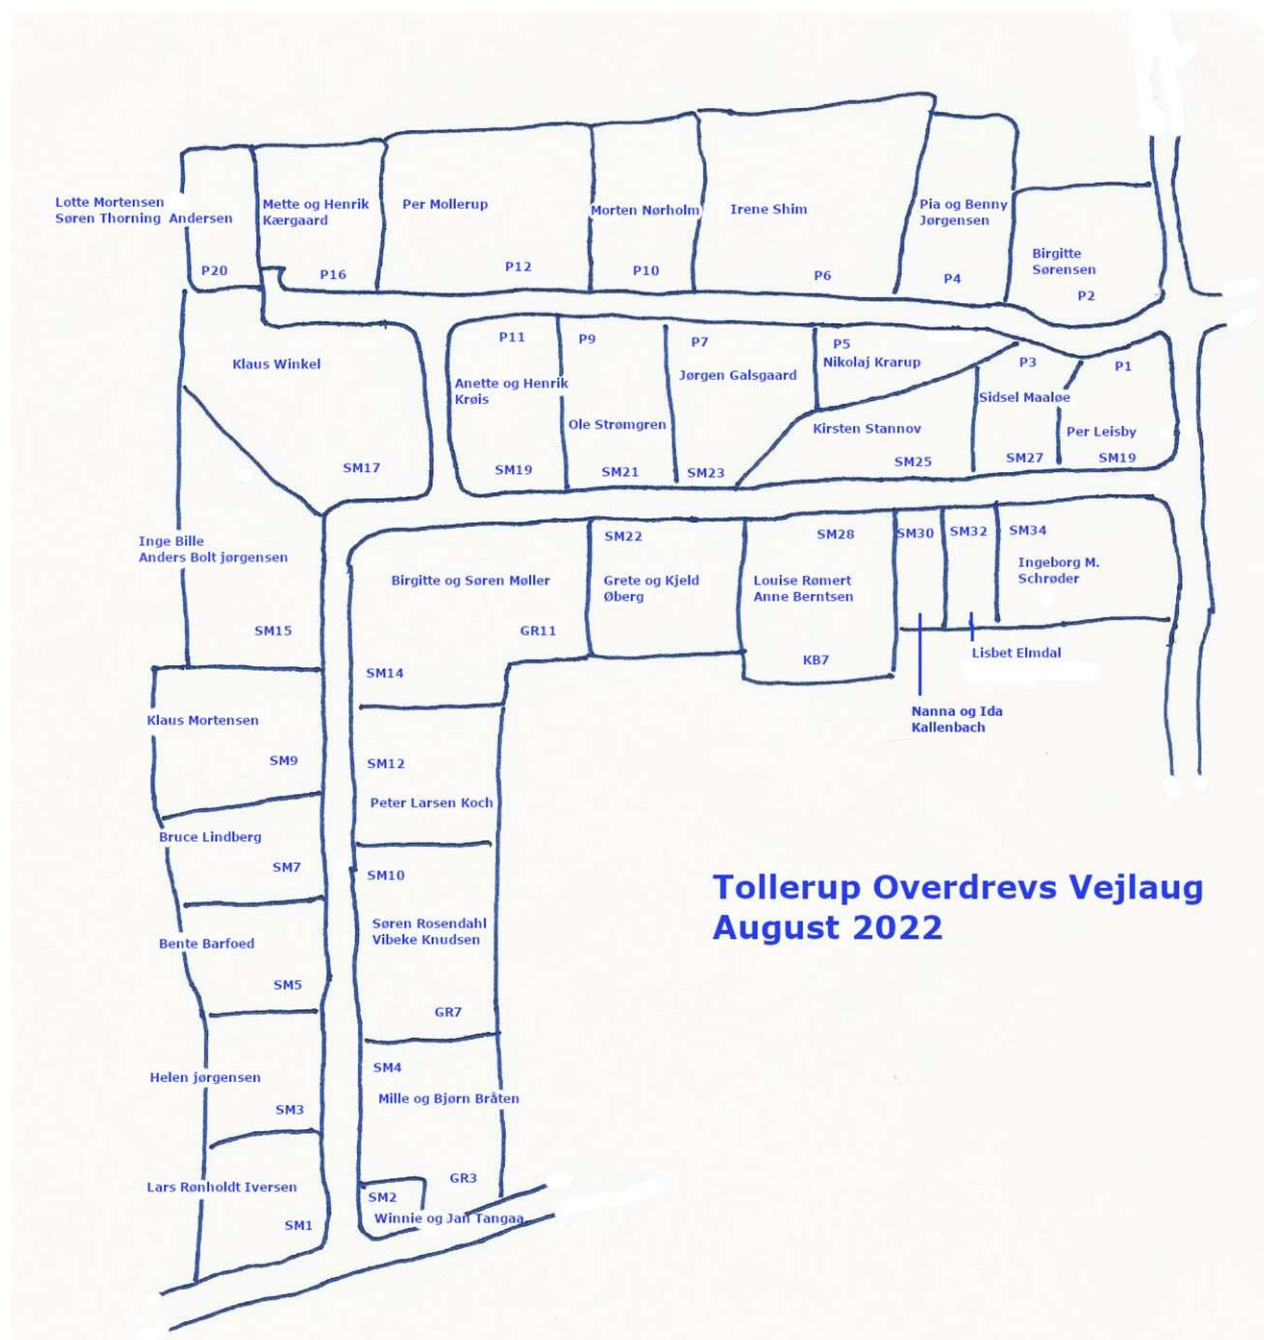 Lotte Mortensen
Søren Thorning Andersen
P20
Mette og Henrik
Kærgaard
P16
Per Mollerup
P12
Morten Nørholm
P10
Irene Shim
P6
Pia og Benny
Jørgensen
P4
Birgitte
Sørensen
P2
Klaus Winkel
SM17
P11
Anette og Henrik
Krøis
SM19
P9
Ole Strømgren
SM21
P7
Jørgen Galsgaard
SM23
P5
Nikolaj Krarup
Kirsten Stannov
SM25
P3
Sidsel Maaløe
SM27
P1
Per Leisby
SM19
Inge Bille
Anders Bolt jørgensen
SM15
Birgitte og Søren Møller
GR11
SM14
SM22
Grete og Kjeld
Øberg
SM28
Louise Rømert
Anne Berntsen
KB7
SM30
SM32
SM34
Ingeborg M.
Schrøder
Lisbet Elmdal
Nanna og Ida
Kallenbach
Klaus Mortensen
SM9
SM12
Peter Larsen Koch
Bruce Lindberg
SM7
SM10
Søren Rosendahl
Vibeke Knudsen
GR7
Bente Barfoed
SM5
Tollerup Overdrevs Vejlaug
August 2022
Helen jørgensen
SM3
SM4
Mille og Bjørn Bråten
GR3
Lars Rønholdt Iversen
SM1
SM2
Winnie og Jan Tangaa